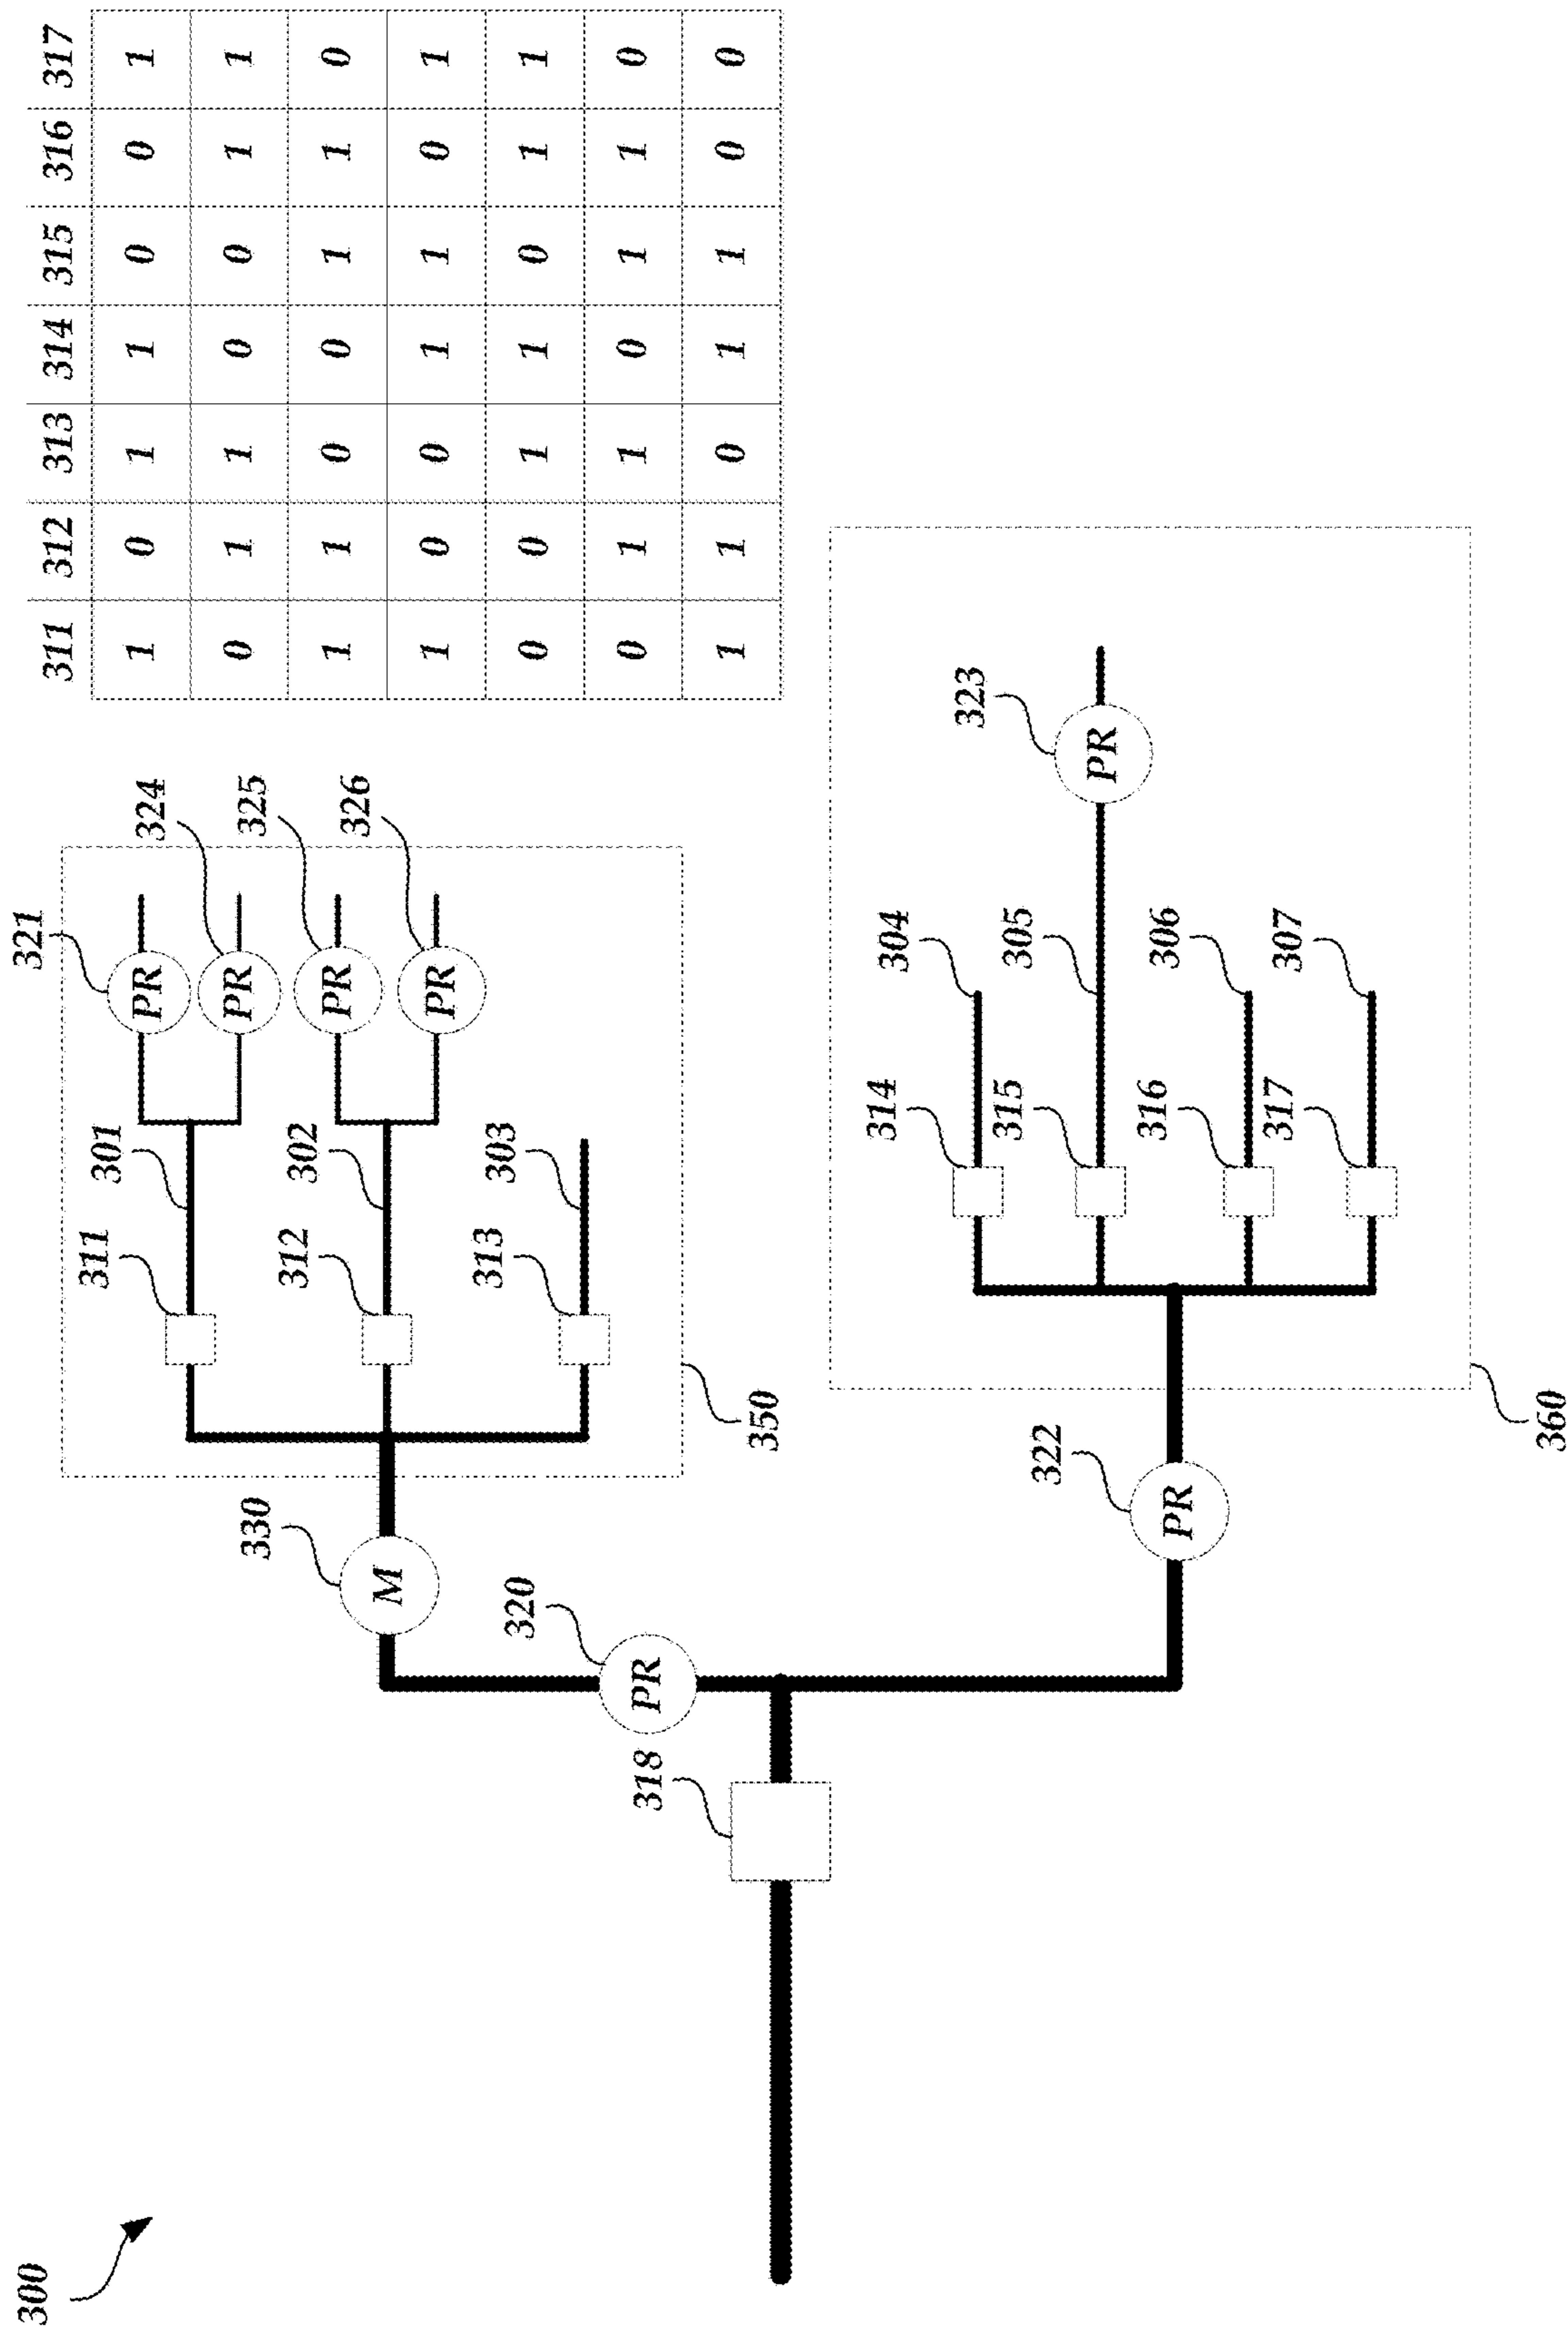 300
321
311 312 313 314 315 316 317
1 0 1 1 0 0 1
0 1 1 0 0 1 1
1 1 0 0 1 1 0
1 0 0 1 1 0 1
0 0 1 1 0 1 1
0 1 1 0 1 1 0
1 1 0 1 1 0 0
311 301
PR 324
PR 325
330
312 302
PR 326
M
PR
313 303
320
318 PR
350
314 304
323
315 305
322
PR
316 306
PR
317 307
360